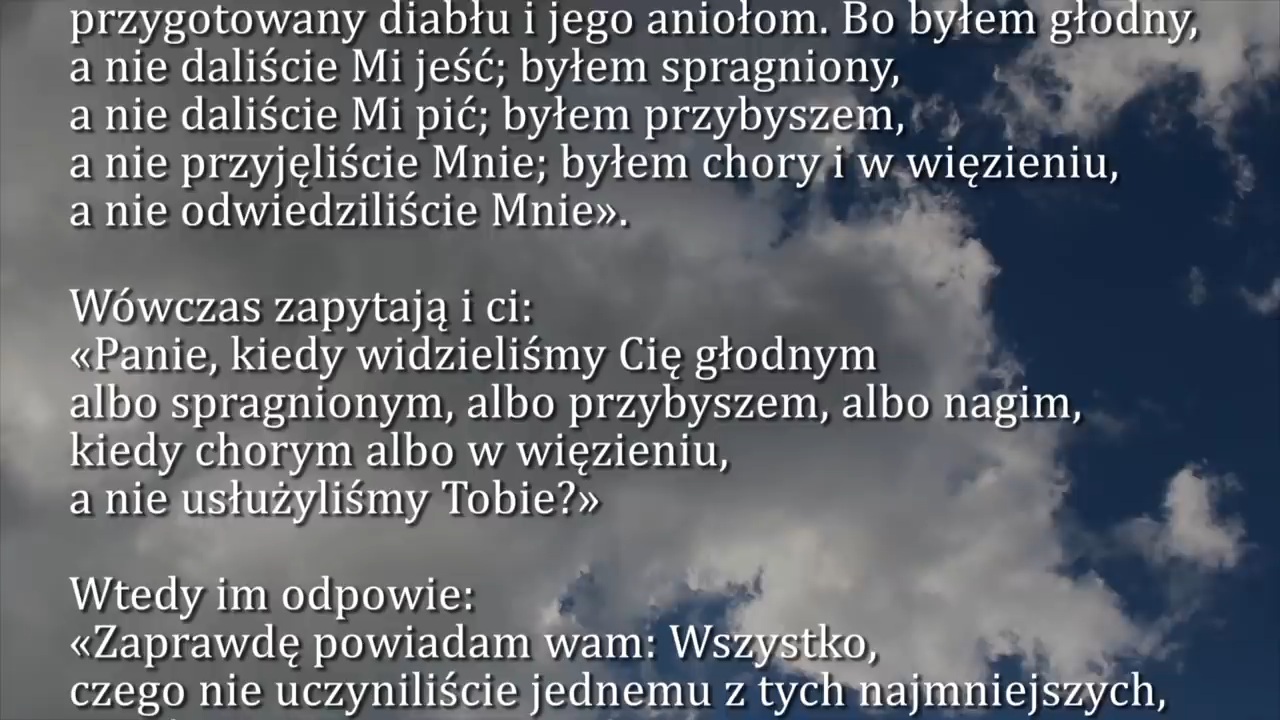 przygotowany diabłu i jego aniołom. Bo byłem głodny,
a nie daliście Mi jeść; byłem spragniony,
a nie daliście Mi pić; byłem przybyszem,
a nie przyjęliście Mnie; byłem chory i w więzieniu,
a nie odwiedziliście Mnie».
Wówczas zapytają i ci:
«Panie, kiedy widzieliśmy Cię głodnym
albo spragnionym, albo przybyszem, albo nagim,
kiedy chorym albo w więzieniu,
a nie usłużyliśmy Tobie?»
Wtedy im odpowie:
«Zaprawdę powiadam wam: Wszystko,
czego nie uczyniliście jednemu z tych najmniejszych,